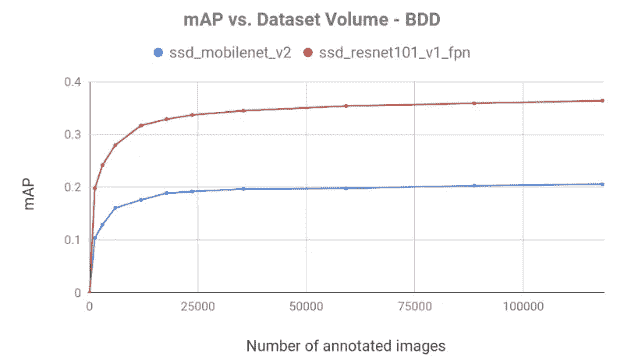 mAP vs. Dataset Volume - BDD
ssd_mobilenet_v2 ssd_resnet101_v1_fpn
0.4
0.3
0.2
0.1
0
mAP
0 25000 50000 75000 100000
Number of annotated images